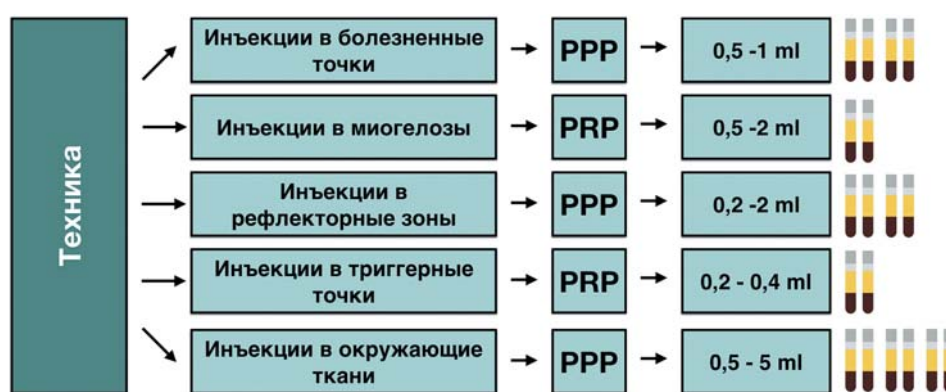 Техника
Инъекции в болезненные
точки
PPP
0,5 -1 ml
Инъекции в миогелозы
PRP
0,5 -2 ml
Инъекции в
рефлекторные зоны
PPP
0,2 -2 ml
Инъекции в триггерные
точки
PRP
0,2 - 0,4 ml
Инъекции в окружающие
ткани
PPP
0,5 - 5 ml